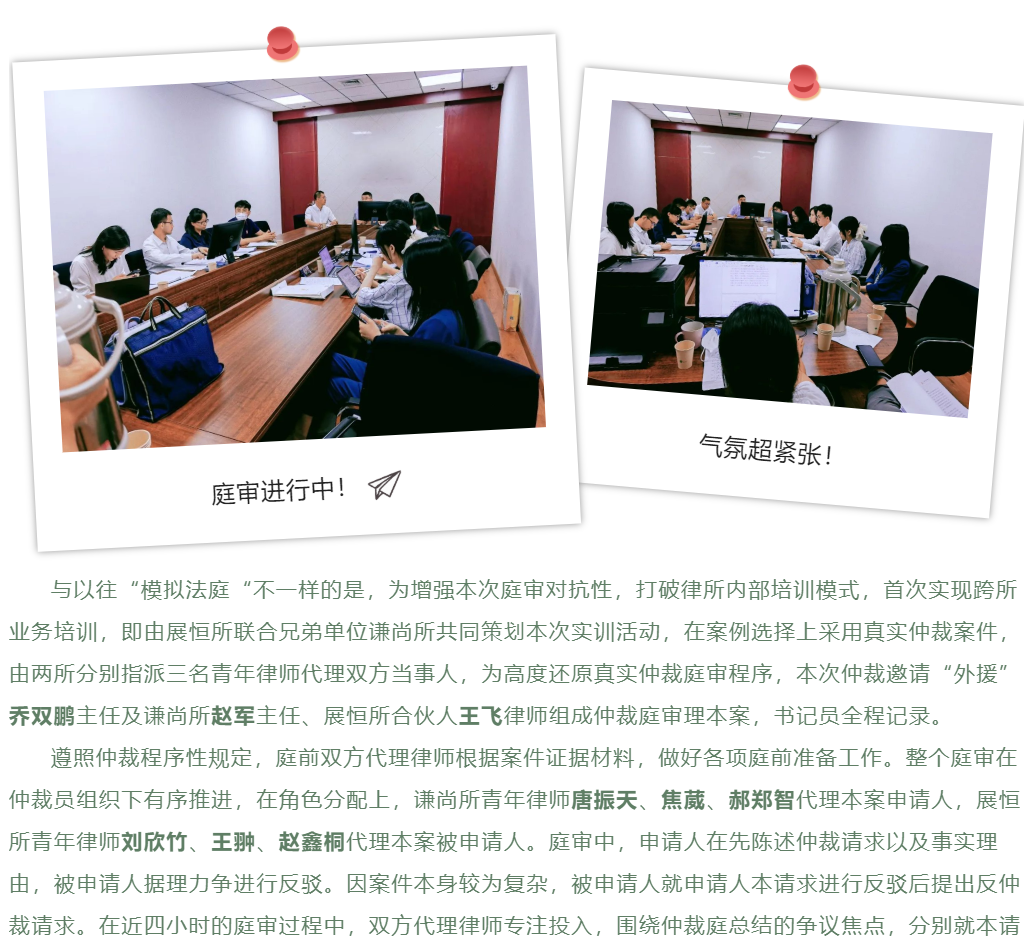 庭审进行中！
气氛超紧张！
与以往“模拟法庭“不一样的是，为增强本次庭审对抗性，打破律所内部培训模式，首次实现跨所
业务培训，即由展恒所联合兄弟单位谦尚所共同策划本次实训活动，在案例选择上采用真实仲裁案件，
由两所分别指派三名青年律师代理双方当事人，为高度还原真实仲裁庭审程序，本次仲裁邀请“外援”
乔双鹏主任及谦尚所赵军主任、展恒所合伙人王飞律师组成仲裁庭审理本案，书记员全程记录。
遵照仲裁程序性规定，庭前双方代理律师根据案件证据材料，做好各项庭前准备工作。整个庭审在
仲裁员组织下有序推进，在角色分配上，谦尚所青年律师唐振天、焦葳、郝郑智代理本案申请人，展恒
所青年律师刘欣竹、王翀、赵鑫桐代理本案被申请人。庭审中，申请人在先陈述仲裁请求以及事实理
由，被申请人据理力争进行反驳。因案件本身较为复杂，被申请人就申请人本请求进行反驳后提出反仲
裁请求。在近四小时的庭审过程中，双方代理律师专注投入，围绕仲裁庭总结的争议焦点，分别就本请